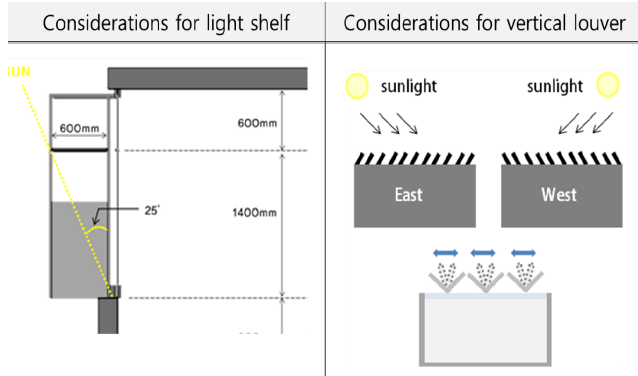 Considerations for light shelf
Considerations for vertical louver
SUN
600mm
600mm
25°
1400mm
sunlight
sunlight
East
West